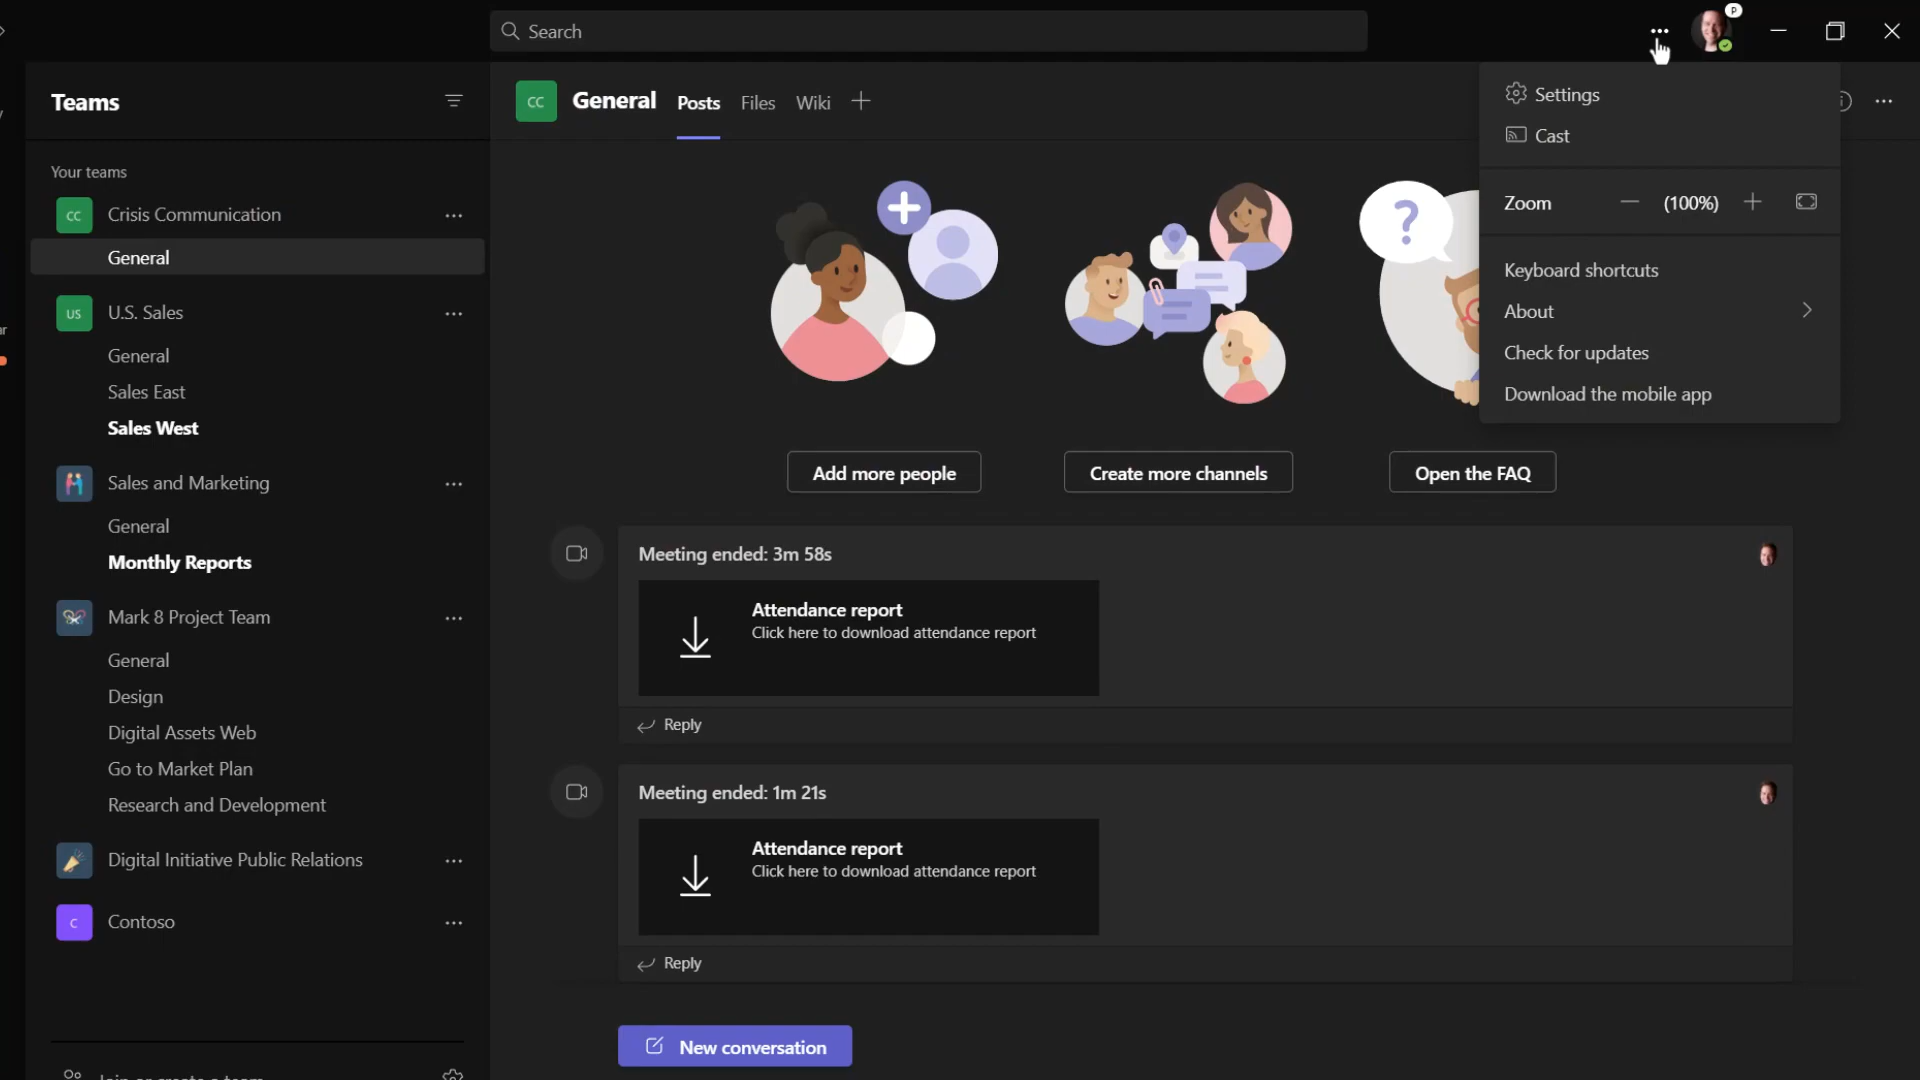 Search
P
Teams
Your teams
CC Crisis Communication
General
US U.S. Sales
General
Sales East
Sales West
Sales and Marketing
General
Monthly Reports
Mark 8 Project Team
General
Design
Digital Assets Web
Go to Market Plan
Research and Development
Digital Initiative Public Relations
C Contoso
Join or create a team
CC General Posts Files Wiki
?
Add more people Create more channels Open the FAQ
Meeting ended: 3m 58s
Attendance report
Click here to download attendance report
Reply
Meeting ended: 1m 21s
Attendance report
Click here to download attendance report
Reply
New conversation
Settings
Cast
Zoom (100%)
Keyboard shortcuts
About
Check for updates
Download the mobile app